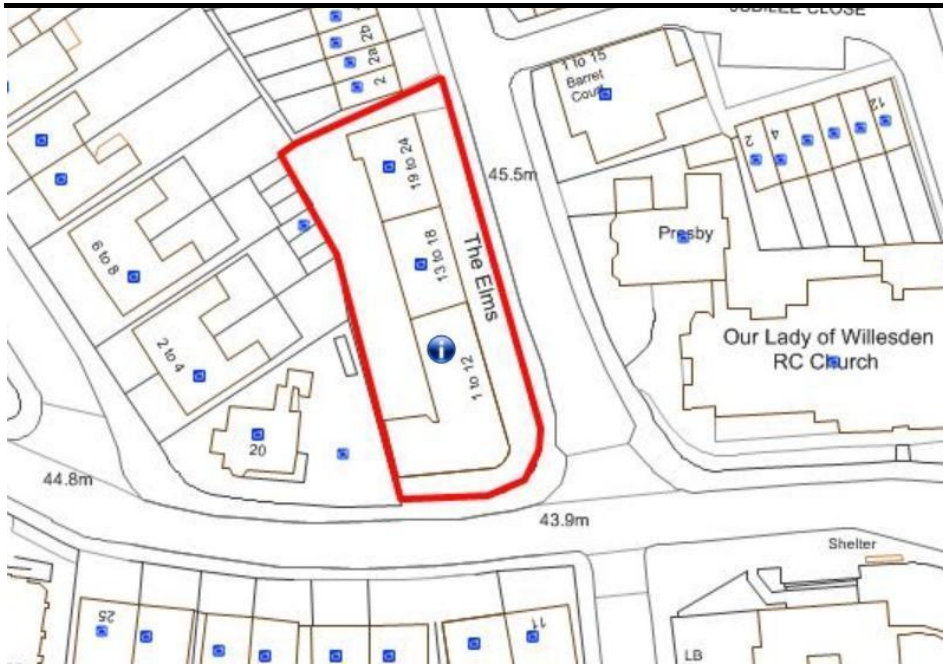 JUBILEE CLOSE
2b
2a
2
1 to 15
Barret
Court
12
4
2
19 to 24
45.5m
13 to 18
The Elms
Presby
6 to 8
Our Lady of Willesden
RC Church
2 to 4
1 to 12
20
44.8m
43.9m
Shelter
25
11
LB